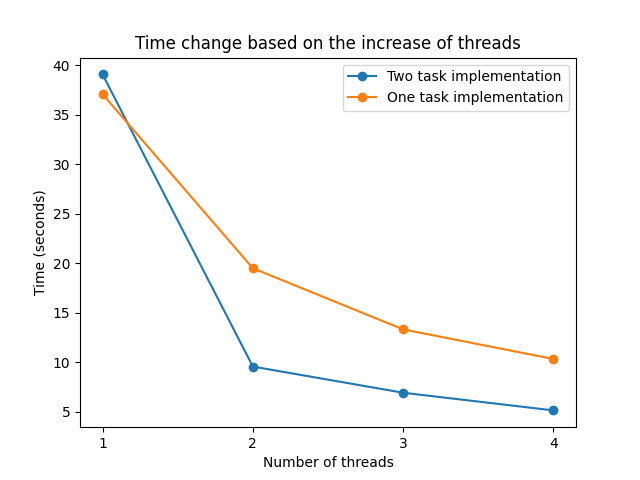 Time change based on the increase of threads
Two task implementation
One task implementation
40
35
30
25
20
15
10
5
Time (seconds)
1 2 3 4
Number of threads